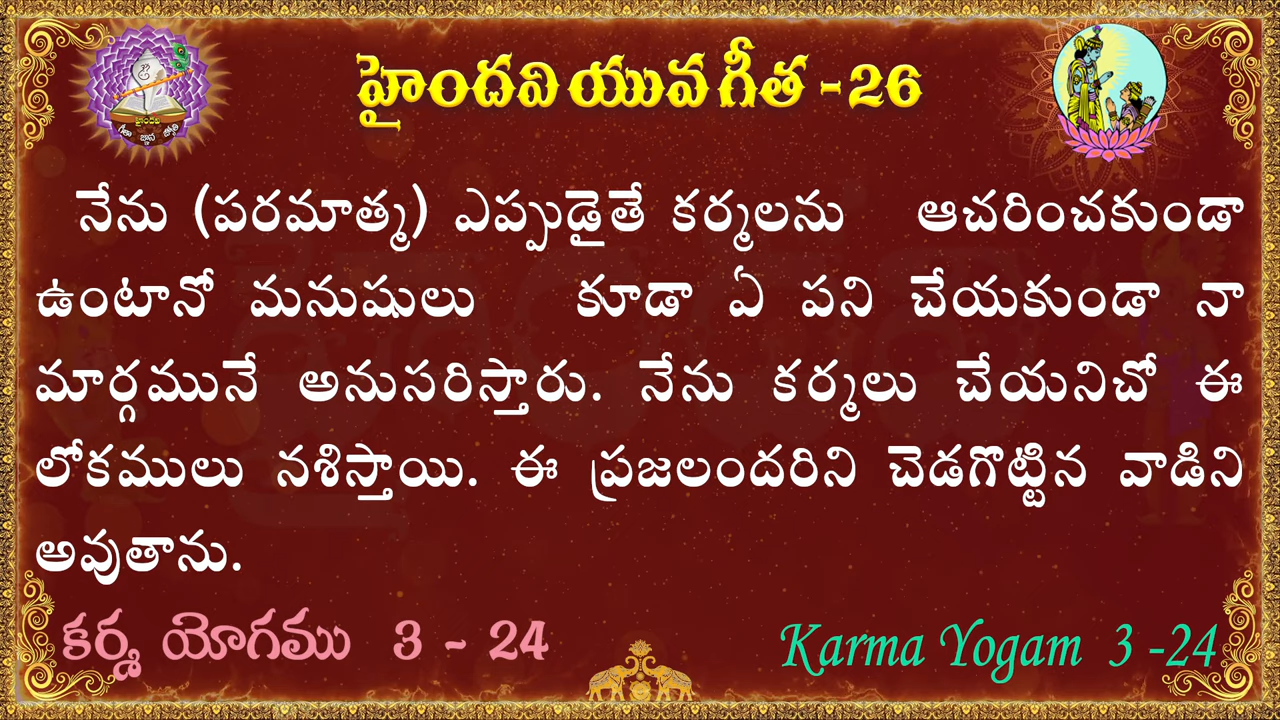 హైందవి యువ గీత - 26
హైందవి
గీతా జ్ఞాన జ్యోతి
నేను (పరమాత్మ) ఎప్పుడైతే కర్మలను ఆచరించకుండా
ఉంటానో మనుషులు కూడా ఏ పని చేయకుండా నా
మార్గమునే అనుసరిస్తారు. నేను కర్మలు చేయనిచో ఈ
లోకములు నశిస్తాయి. ఈ ప్రజలందరిని చెడగొట్టిన వాడిని
అవుతాను.
కర్మ యోగము 3 - 24
Karma Yogam 3 -24